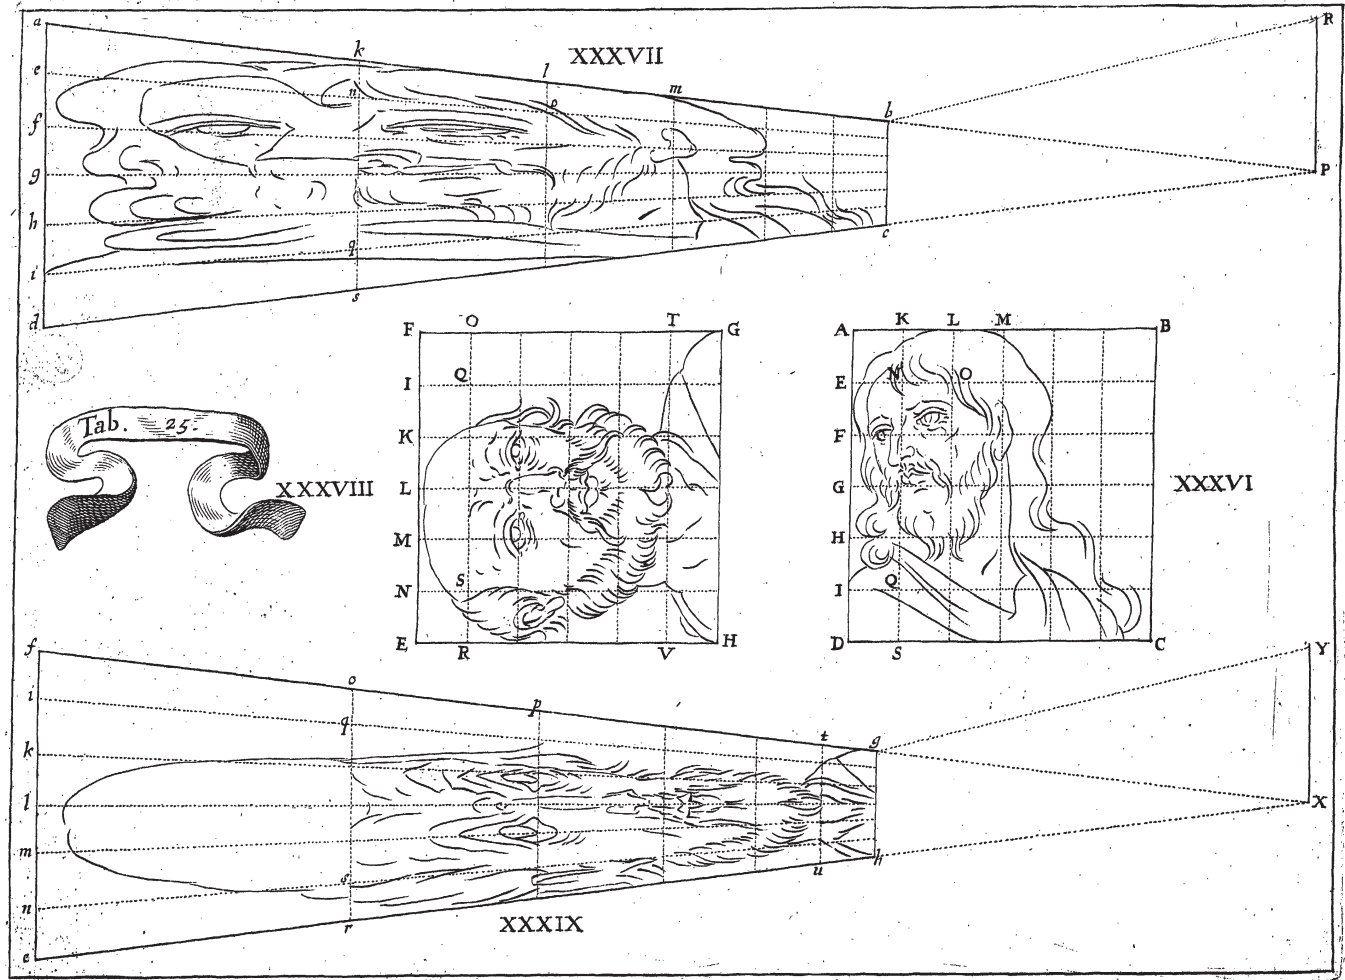 a
R
k
XXXVII
l
e
m
n
o
b
f
P
g
h
c
q
i
s
d
F O T G
A K L M B
I Q
E N O
Tab. 25.
K
F
XXXVIII
L
G
XXXVI
M
H
N S
I Q
E R V H
D S C
f
Y
o
i
p
q
t
g
k
l
X
m
h
s
u
n
r
XXXIX
e